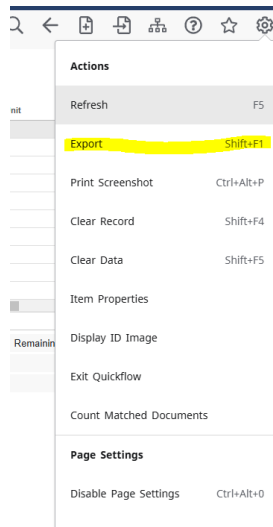 Actions
nit
Refresh F5
Export Shift+F1
Print Screenshot Ctrl+Alt+P
Clear Record Shift+F4
Clear Data Shift+F5
Item Properties
Remainin
Display ID Image
Exit Quickflow
Count Matched Documents
Page Settings
Disable Page Settings Ctrl+Alt+0